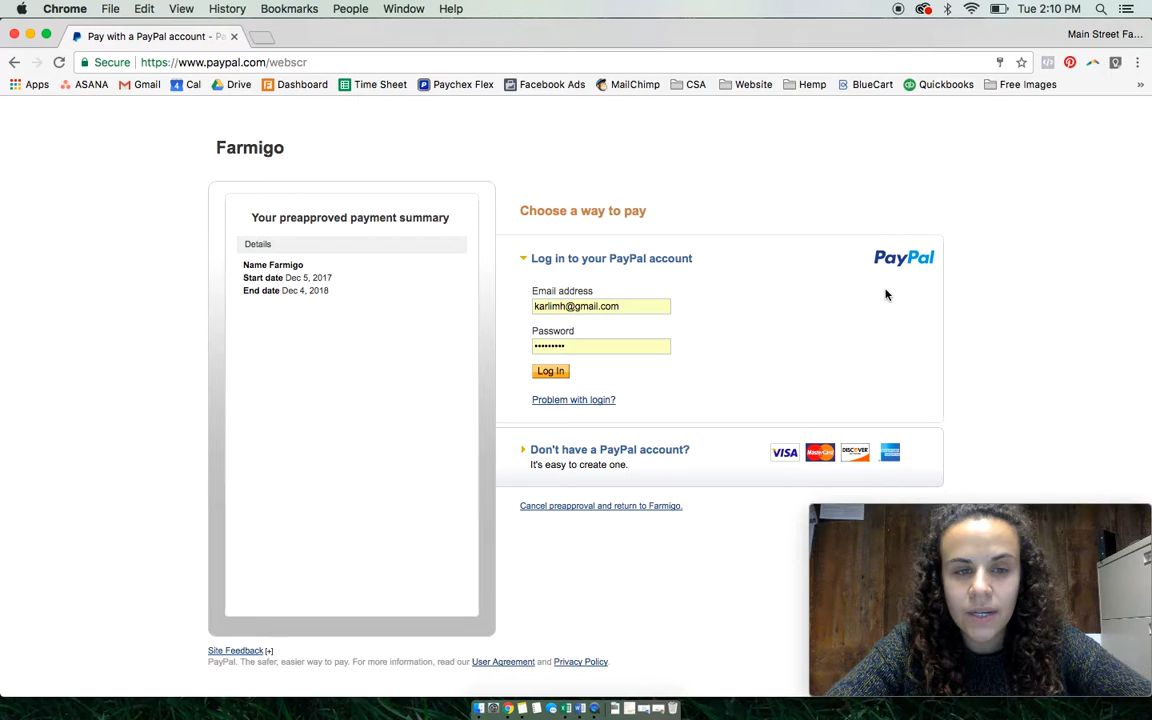 Chrome File Edit View History Bookmarks People Window Help Tue 2:10 PM
Pay with a PayPal account - Pa Main Street Fa...
Secure https://www.paypal.com/webscr
Apps ASANA Gmail Cal Drive Dashboard Time Sheet Paychex Flex Facebook Ads MailChimp CSA Website Hemp BlueCart Quickbooks Free Images »
Farmigo
Your preapproved payment summary
Details
Name Farmigo
Start date Dec 5, 2017
End date Dec 4, 2018
Choose a way to pay
Log in to your PayPal account PayPal
Email address
karlimh@gmail.com
Password
•••••••••
Log In
Problem with login?
Don't have a PayPal account? VISA MasterCard DISCOVER
It's easy to create one.
Cancel preapproval and return to Farmigo.
Site Feedback [+]
PayPal. The safer, easier way to pay. For more information, read our User Agreement and Privacy Policy.